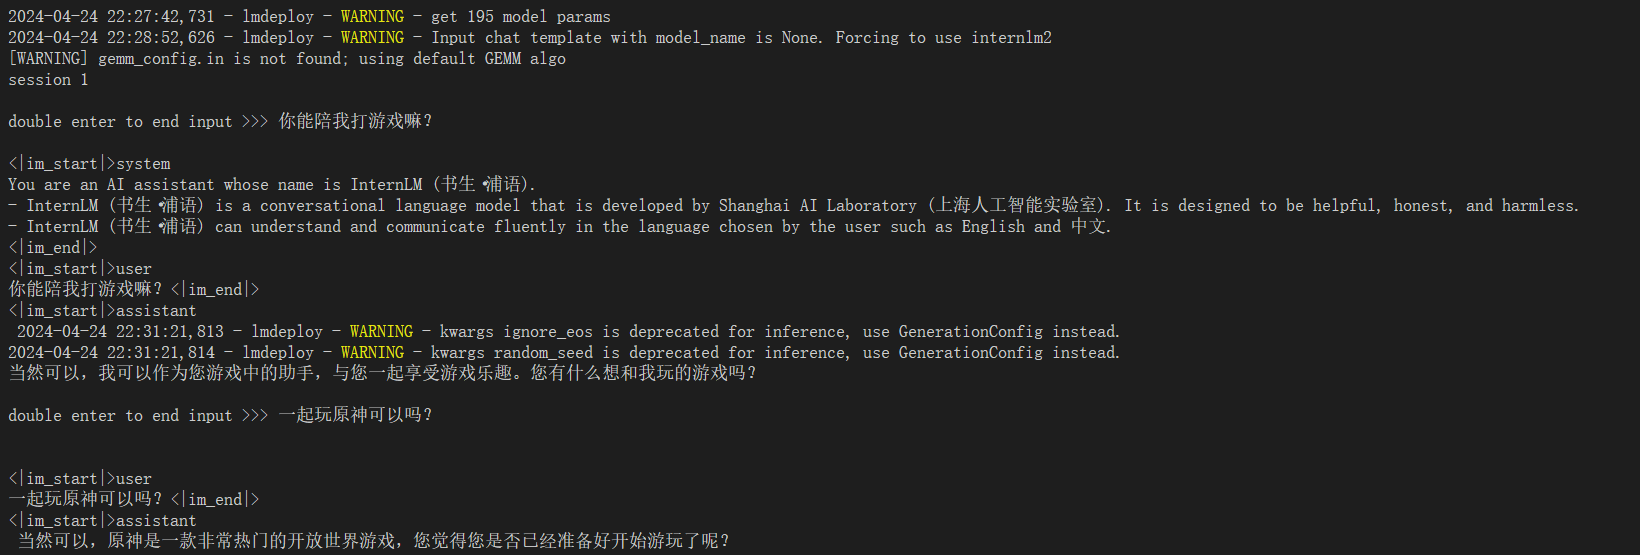 2024-04-24 22:27:42,731 - lmdeploy - WARNING - get 195 model params
2024-04-24 22:28:52,626 - lmdeploy - WARNING - Input chat template with model_name is None. Forcing to use internlm2
[WARNING] gemm_config.in is not found; using default GEMM algo
session 1
double enter to end input >>> 你能陪我打游戏嘛？
<|im_start|>system
You are an AI assistant whose name is InternLM (书生·浦语).
- InternLM (书生·浦语) is a conversational language model that is developed by Shanghai AI Laboratory (上海人工智能实验室). It is designed to be helpful, honest, and harmless.
- InternLM (书生·浦语) can understand and communicate fluently in the language chosen by the user such as English and 中文.
<|im_end|>
<|im_start|>user
你能陪我打游戏嘛？<|im_end|>
<|im_start|>assistant
2024-04-24 22:31:21,813 - lmdeploy - WARNING - kwargs ignore_eos is deprecated for inference, use GenerationConfig instead.
2024-04-24 22:31:21,814 - lmdeploy - WARNING - kwargs random_seed is deprecated for inference, use GenerationConfig instead.
当然可以，我可以作为您游戏中的助手，与您一起享受游戏乐趣。您有什么想和我玩的游戏吗？
double enter to end input >>> 一起玩原神可以吗？
<|im_start|>user
一起玩原神可以吗？<|im_end|>
<|im_start|>assistant
当然可以，原神是一款非常热门的开放世界游戏，您觉得您是否已经准备好开始游玩了呢？